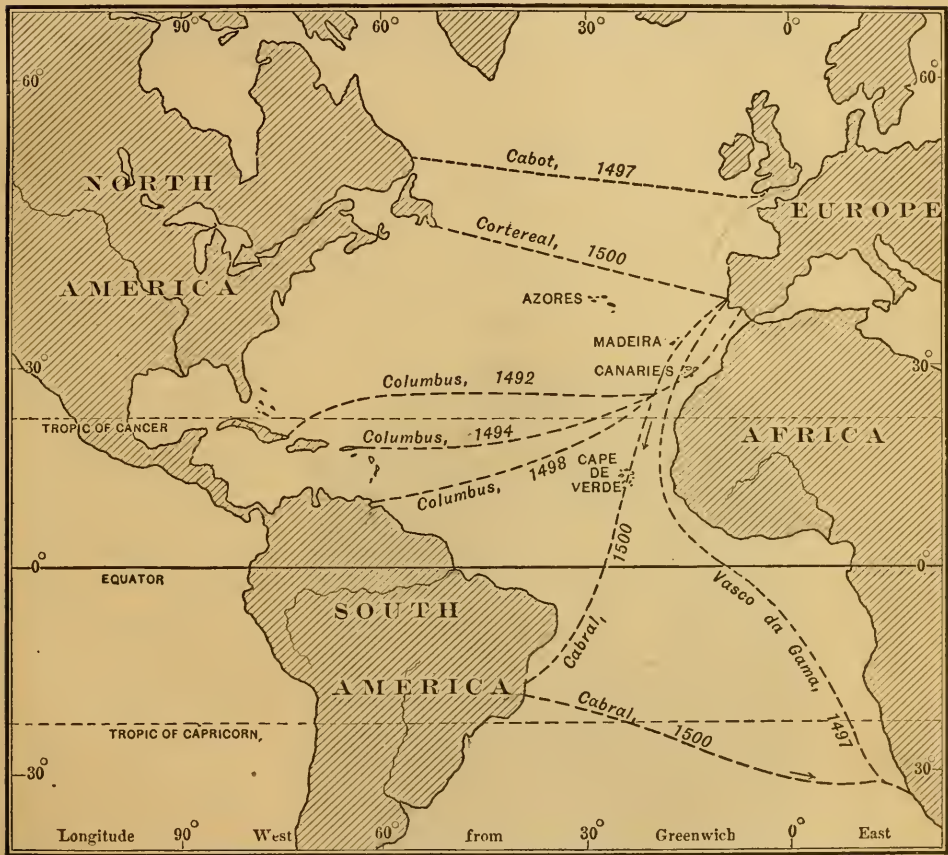 90° 60° 30° 0°
60° 60°
Cabot, 1497
NORTH
EUROPE
Cortereal, 1500
AMERICA
AZORES
MADEIRA
30° 30°
CANARIES
Columbus, 1492
TROPIC OF CANCER
Columbus, 1494
AFRICA
Columbus, 1498
CAPE
DE
VERDE
0° 0°
EQUATOR
Cabral, 1500
Vasco da Gama, 1497
SOUTH
AMERICA
Cabral, 1500
TROPIC OF CAPRICORN
30° 30°
Longitude 90° West 60° from 30° Greenwich 0° East